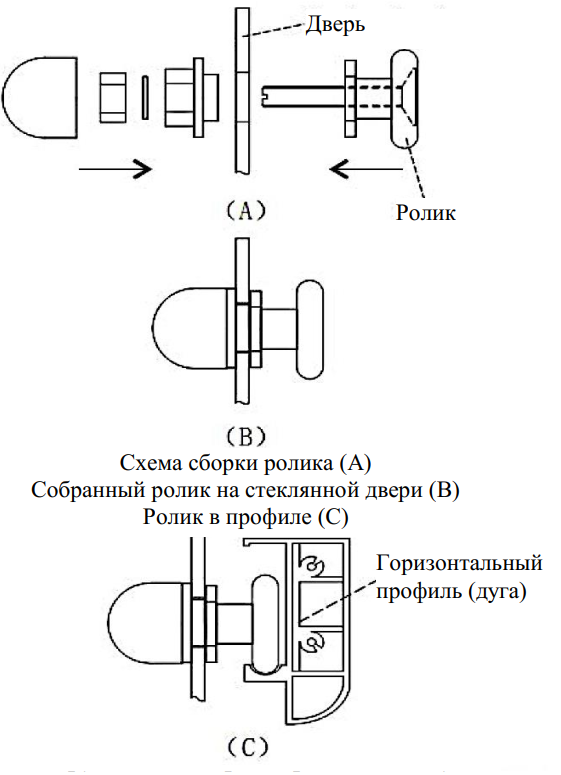 Дверь
Ролик
(A)
(B)
Схема сборки ролика (А)
Собранный ролик на стеклянной двери (В)
Ролик в профиле (С)
Горизонтальный
профиль (дуга)
(C)